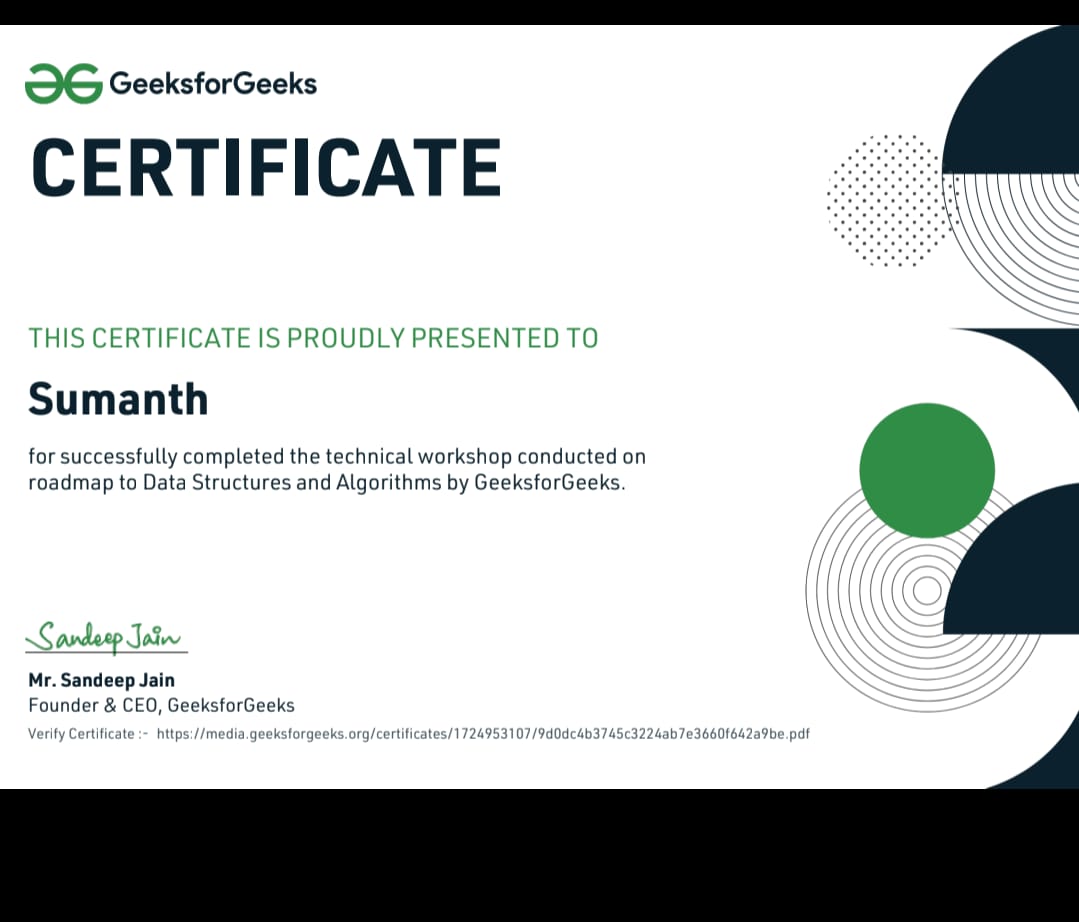 GeeksforGeeks
CERTIFICATE
THIS CERTIFICATE IS PROUDLY PRESENTED TO
Sumanth
for successfully completed the technical workshop conducted on
roadmap to Data Structures and Algorithms by GeeksforGeeks.
Sandeep Jain
Mr. Sandeep Jain
Founder & CEO, GeeksforGeeks
Verify Certificate :- https://media.geeksforgeeks.org/certificates/1724953107/9d0dc4b3745c3224ab7e3660f642a9be.pdf